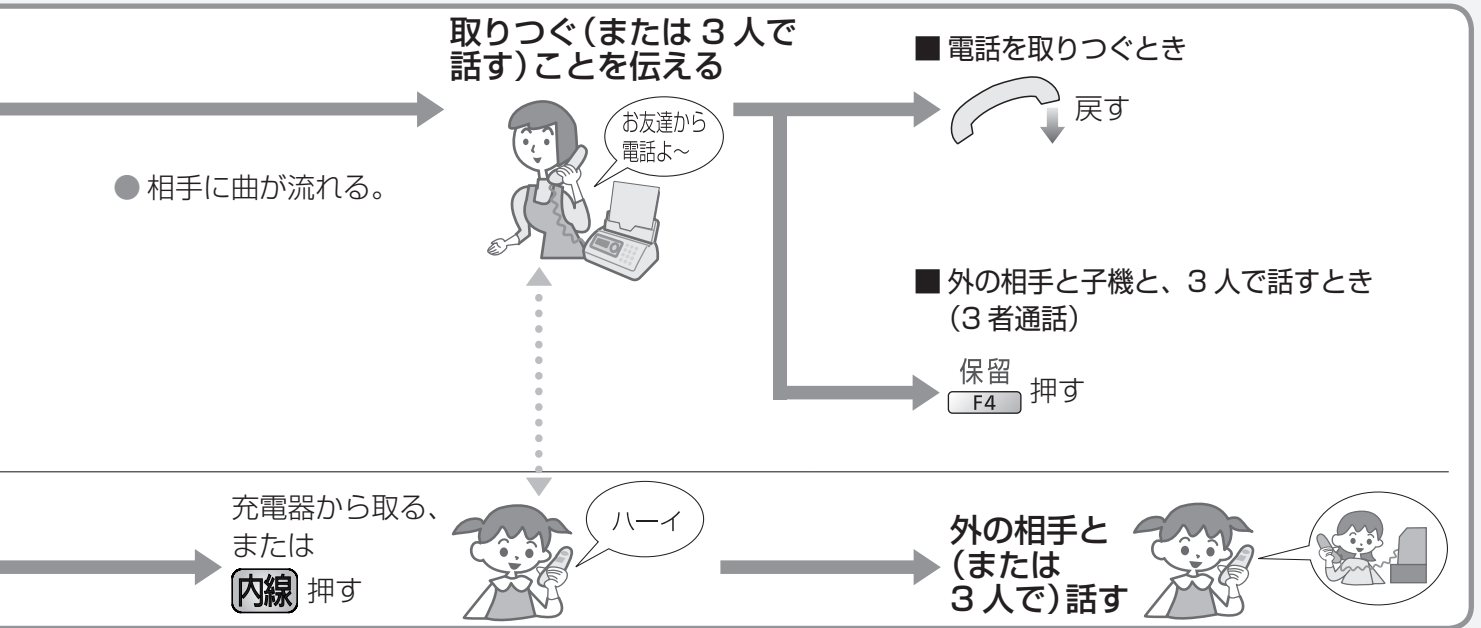 取りつぐ(または 3 人で
話す)ことを伝える
■ 電話を取りつぐとき
お友達から
電話よ～
戻す
● 相手に曲が流れる。
■ 外の相手と子機と、3 人で話すとき
(3 者通話)
保留
F4 押す
充電器から取る、
または
内線 押す
ハーイ
外の相手と
(または
3 人で)話す